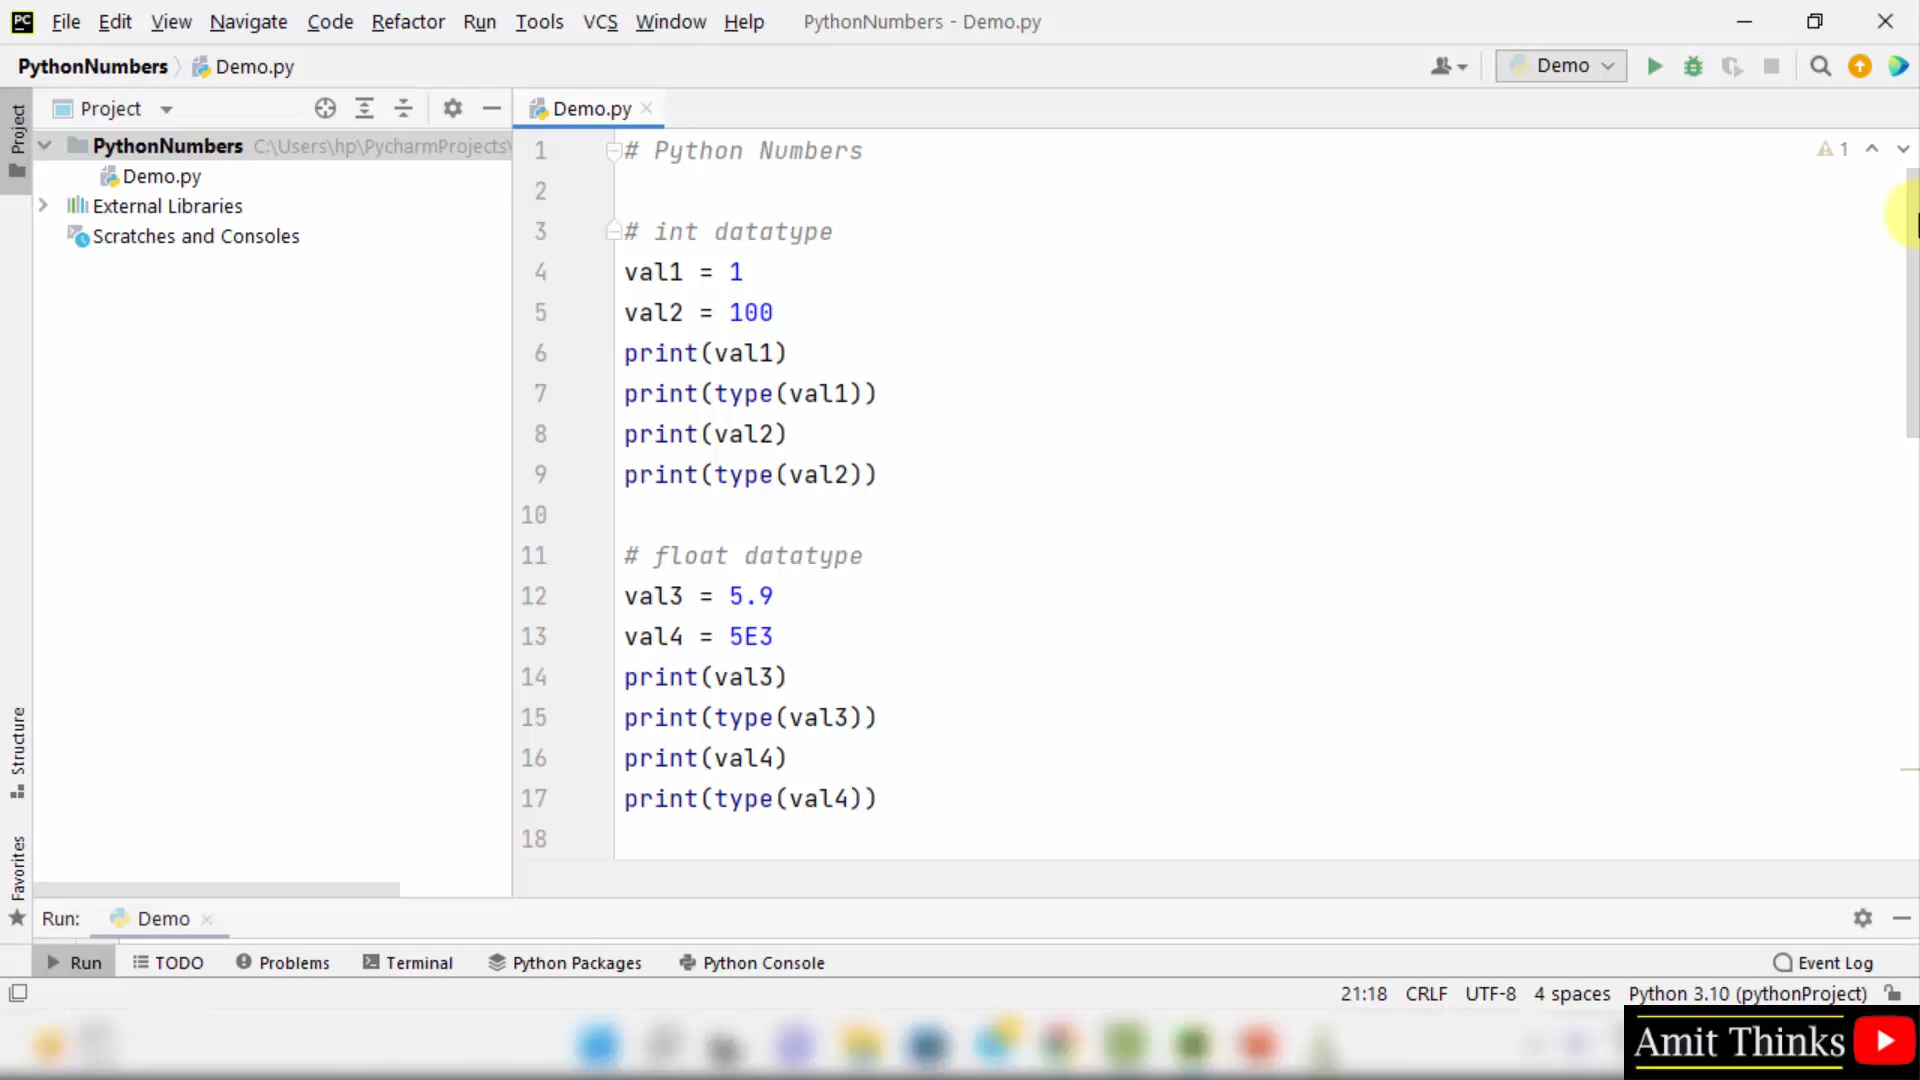 PC File Edit View Navigate Code Refactor Run Tools VCS Window Help PythonNumbers - Demo.py
PythonNumbers Demo.py Demo
Project Project Demo.py
PythonNumbers C:\Users\hp\PycharmProjects\
Demo.py
External Libraries
Scratches and Consoles
1 # Python Numbers
1
2
3 # int datatype
4 val1 = 1
5 val2 = 100
6 print(val1)
7 print(type(val1))
8 print(val2)
9 print(type(val2))
10
11 # float datatype
12 val3 = 5.9
13 val4 = 5E3
14 print(val3)
15 print(type(val3))
16 print(val4)
17 print(type(val4))
18
Structure
Favorites
Run: Demo
Run TODO Problems Terminal Python Packages Python Console Event Log
21:18 CRLF UTF-8 4 spaces Python 3.10 (pythonProject)
Amit Thinks